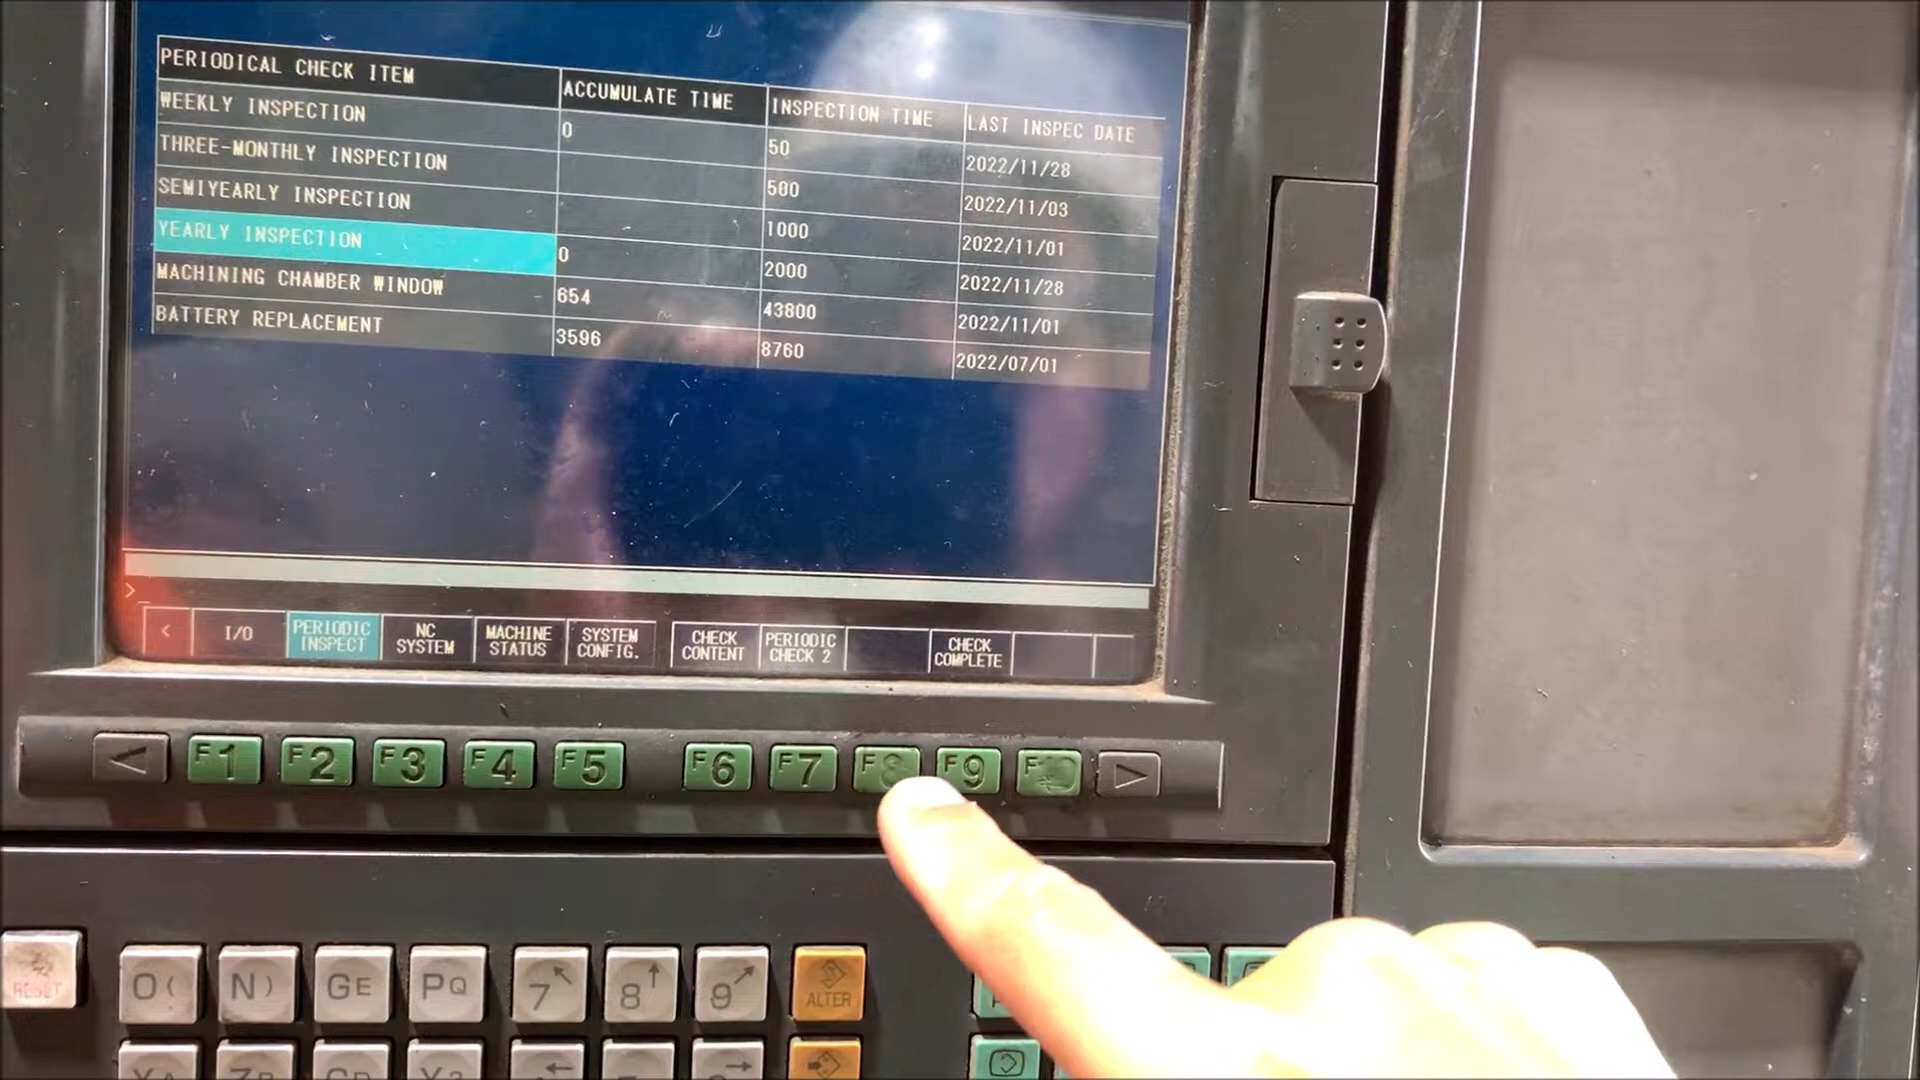 PERIODICAL CHECK ITEM ACCUMULATE TIME INSPECTION TIME LAST INSPEC DATE
WEEKLY INSPECTION 0 50 2022/11/28
THREE-MONTHLY INSPECTION 500 2022/11/03
SEMIYEARLY INSPECTION 1000 2022/11/01
YEARLY INSPECTION 0 2000 2022/11/28
MACHINING CHAMBER WINDOW 654 43800 2022/11/01
BATTERY REPLACEMENT 3596 8760 2022/07/01
>_
< I/O PERIODIC INSPECT NC SYSTEM MACHINE STATUS SYSTEM CONFIG. CHECK CONTENT PERIODIC CHECK 2 CHECK COMPLETE
F1 F2 F3 F4 F5 F6 F7 F8 F9 F10
RESET O( N) GE PQ 7 8 9 ALTER